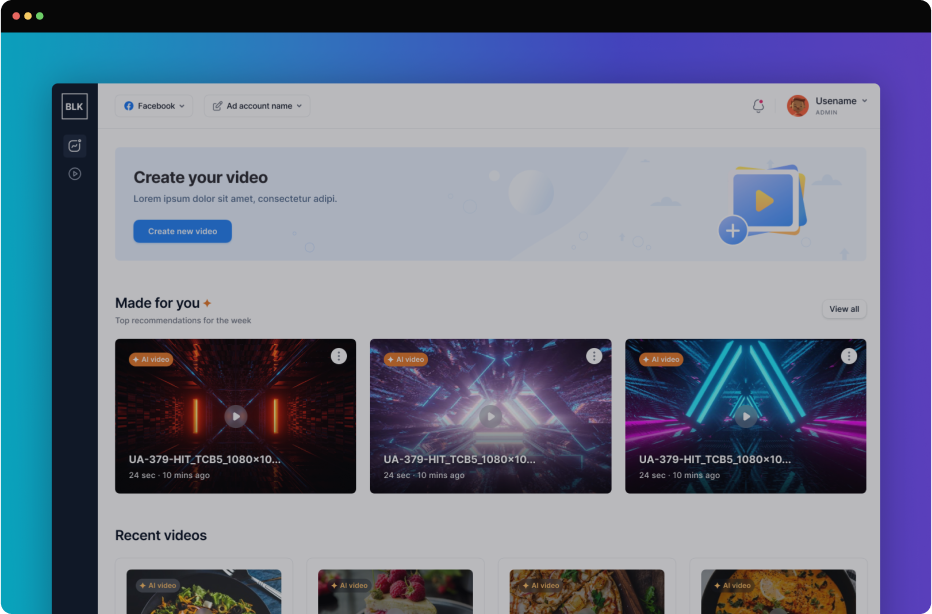 BLK
Facebook
Ad account name
Usename
ADMIN
Create your video
Lorem ipsum dolor sit amet, consectetur adipi.
Create new video
Made for you
Top recommendations for the week
View all
AI video
UA-379-HIT_TCB5_1080×10...
24 sec · 10 mins ago
AI video
UA-379-HIT_TCB5_1080×10...
24 sec · 10 mins ago
AI video
UA-379-HIT_TCB5_1080×10...
24 sec · 10 mins ago
Recent videos
AI video
AI video
AI video
AI video